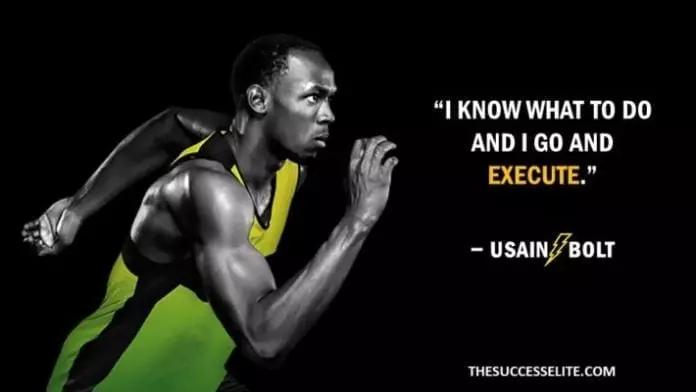 “I KNOW WHAT TO DO
AND I GO AND
EXECUTE.”
– USAIN BOLT
THESUCCESSELITE.COM